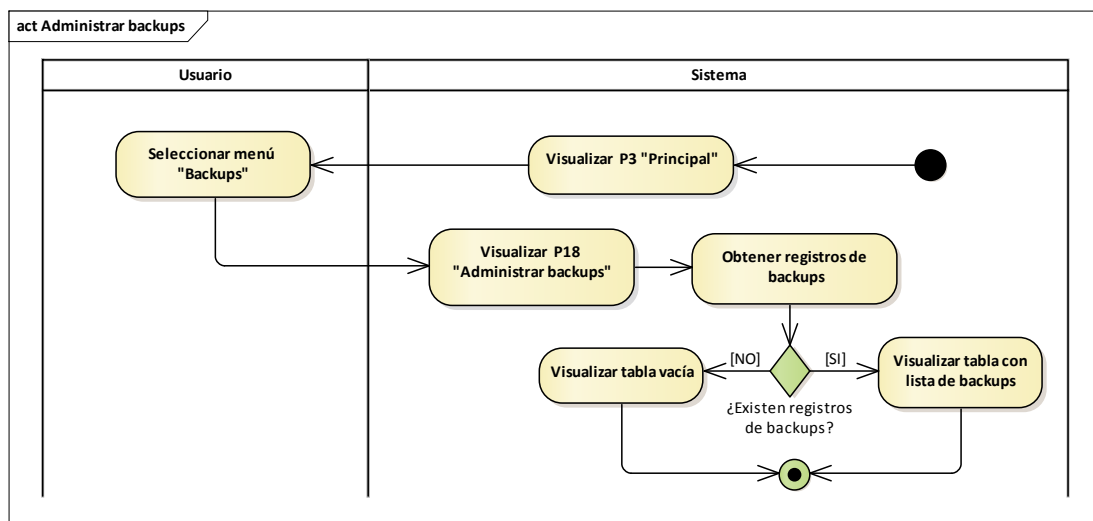 act Administrar backups
Usuario
Sistema
Seleccionar menú
"Backups"
Visualizar P3 "Principal"
Visualizar P18
"Administrar backups"
Obtener registros de
backups
Visualizar tabla vacía
[NO]
[SI]
Visualizar tabla con
lista de backups
¿Existen registros
de backups?